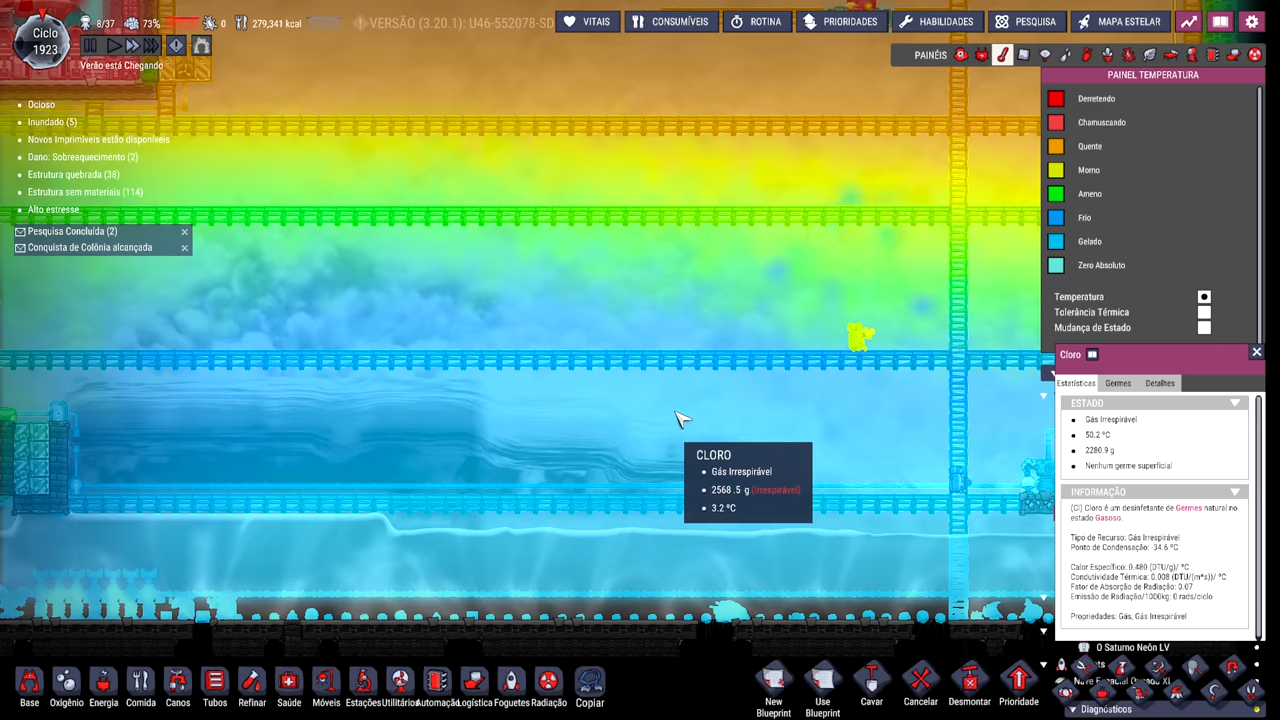 8/37
73%
0
279,341 kcal
VERSÃO (3.20.1): U46-552078-SD
VITAIS
CONSUMÍVEIS
ROTINA
PRIORIDADES
HABILIDADES
PESQUISA
MAPA ESTELAR
Ciclo
1923
Verão está Chegando
PAINÉIS
PAINEL TEMPERATURA
Derretendo
Chamuscando
Quente
Morno
Ameno
Frio
Gelado
Zero Absoluto
Temperatura
Tolerância Térmica
Mudança de Estado
Ocioso
Inundado (5)
Novos Imprimíveis estão disponíveis
Dano: Sobreaquecimento (2)
Estrutura quebrada (38)
Estrutura sem materiais (114)
Alto estresse
Pesquisa Concluída (2)
Conquista de Colônia alcançada
CLORO
Gás Irrespirável
2568.5 g (Irrespirável)
3.2 ºC
Cloro
Estatísticas
Germes
Detalhes
ESTADO
Gás Irrespirável
50.2 ºC
2280.9 g
Nenhum germe superficial
INFORMAÇÃO
(Cl) Cloro é um desinfetante de Germes natural no
estado Gasoso.
Tipo de Recurso: Gás Irrespirável
Ponto de Condensação: -34.6 ºC
Calor Específico: 0.480 (DTU/g)/ ºC
Condutividade Térmica: 0.008 (DTU/(m*s))/ ºC
Fator de Absorção de Radiação: 0.07
Emissão de Radiação/1000kg: 0 rads/ciclo
Propriedades: Gás, Gás Irrespirável
O Saturno Neôn LV
Diagnósticos
Base
Oxigênio
Energia
Comida
Canos
Tubos
Refinar
Saúde
Móveis
Estações
Utilitários
Automação
Logística
Foguetes
Radiação
Copiar
New
Blueprint
Use
Blueprint
Cavar
Cancelar
Desmontar
Prioridade